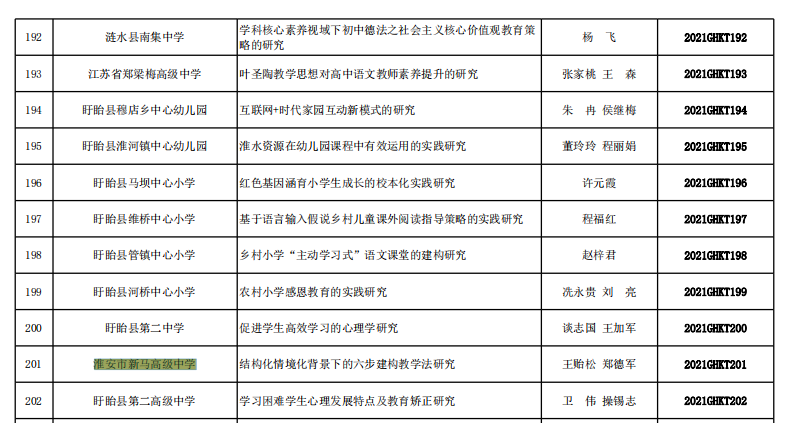 192 涟水县南集中学 学科核心素养视域下初中德法之社会主义核心价值观教育策略的研究 杨 飞 2021GHKT192
193 江苏省郑梁梅高级中学 叶圣陶教学思想对高中语文教师素养提升的研究 张家桃 王 森 2021GHKT193
194 盱眙县穆店乡中心幼儿园 互联网+时代家园互动新模式的研究 朱 冉 侯继梅 2021GHKT194
195 盱眙县淮河镇中心幼儿园 淮水资源在幼儿园课程中有效运用的实践研究 董玲玲 程丽娟 2021GHKT195
196 盱眙县马坝中心小学 红色基因涵育小学生成长的校本化实践研究 许元霞 2021GHKT196
197 盱眙县维桥中心小学 基于语言输入假说乡村儿童课外阅读指导策略的实践研究 程福红 2021GHKT197
198 盱眙县管镇中心小学 乡村小学“主动学习式”语文课堂的建构研究 赵梓君 2021GHKT198
199 盱眙县河桥中心小学 农村小学感恩教育的实践研究 冼永贵 刘 亮 2021GHKT199
200 盱眙县第二中学 促进学生高效学习的心理学研究 谈志国 王加军 2021GHKT200
201 淮安市新马高级中学 结构化情境化背景下的六步建构教学法研究 王贻松 郑德军 2021GHKT201
202 盱眙县第二高级中学 学习困难学生心理发展特点及教育矫正研究 卫 伟 操锡志 2021GHKT202